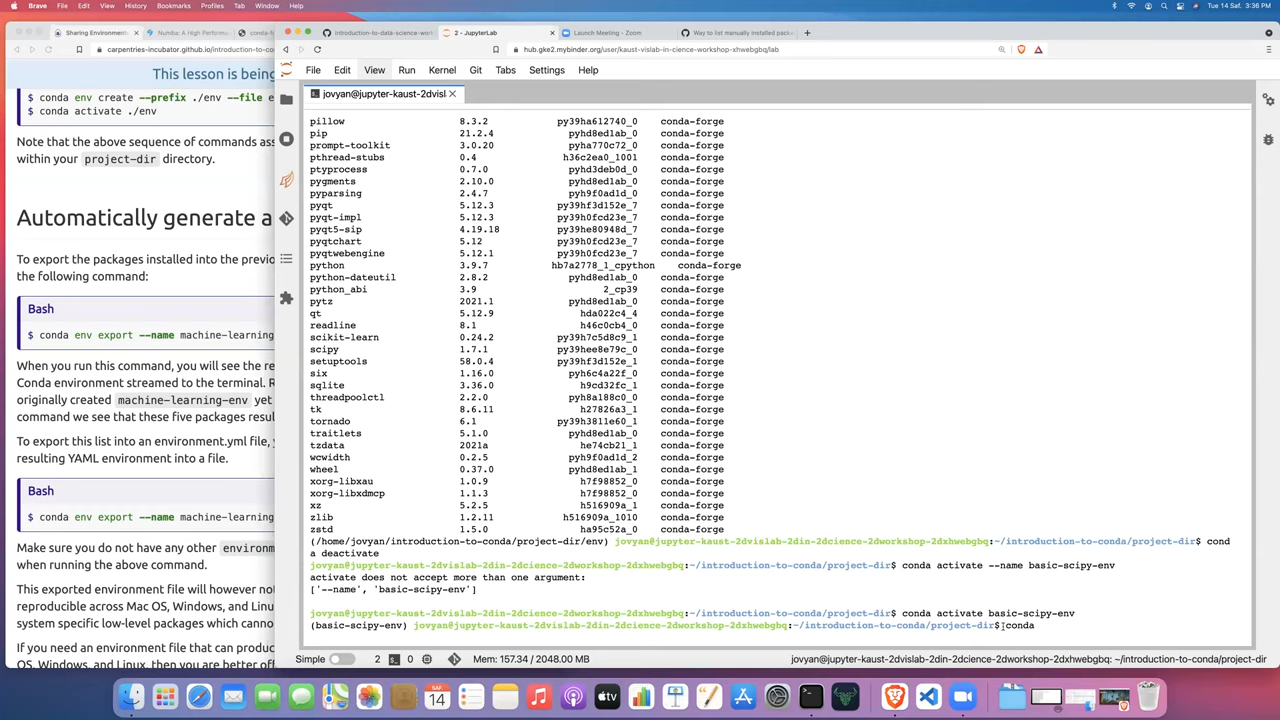 Brave File Edit View History Bookmarks Profiles Tab Window Help
Tue 14 Saf. 3:36 PM
Sharing Environment
Numba: A High Performa
conda-f
carpentries-incubator.github.io/introduction-to-co
This lesson is being
$ conda env create --prefix ./env --file e
$ conda activate ./env
Note that the above sequence of commands ass
within your project-dir directory.
Automatically generate a
To export the packages installed into the previou
the following command:
Bash
$ conda env export --name machine-learning
When you run this command, you will see the re
Conda environment streamed to the terminal. R
originally created machine-learning-env yet
command we see that these five packages resul
To export this list into an environment.yml file, y
resulting YAML environment into a file.
Bash
$ conda env export --name machine-learning
Make sure you do not have any other environm
when running the above command.
This exported environment file will however not
reproducible across Mac OS, Windows, and Linux
system specific low-level packages which canno
If you need an environment file that can produc
OS, Windows, and Linux, then you are better off
introduction-to-data-science-work
2 - JupyterLab
Launch Meeting - Zoom
Way to list manually installed pack
hub.gke2.mybinder.org/user/kaust-vislab-in-cience-workshop-xhwebgbq/lab
File Edit View Run Kernel Git Tabs Settings Help
jovyan@jupyter-kaust-2dvisl
pillow 8.3.2 py39ha612740_0 conda-forge
pip 21.2.4 pyhd8ed1ab_0 conda-forge
prompt-toolkit 3.0.20 pyha770c72_0 conda-forge
pthread-stubs 0.4 h36c2ea0_1001 conda-forge
ptyprocess 0.7.0 pyhd3deb0d_0 conda-forge
pygments 2.10.0 pyhd8ed1ab_0 conda-forge
pyparsing 2.4.7 pyh9f0ad1d_0 conda-forge
pyqt 5.12.3 py39hf3d152e_7 conda-forge
pyqt-impl 5.12.3 py39h0fcd23e_7 conda-forge
pyqt5-sip 4.19.18 py39he80948d_7 conda-forge
pyqtchart 5.12 py39h0fcd23e_7 conda-forge
pyqtwebengine 5.12.1 py39h0fcd23e_7 conda-forge
python 3.9.7 hb7a2778_1_cpython conda-forge
python-dateutil 2.8.2 pyhd8ed1ab_0 conda-forge
python_abi 3.9 2_cp39 conda-forge
pytz 2021.1 pyhd8ed1ab_0 conda-forge
qt 5.12.9 hda022c4_4 conda-forge
readline 8.1 h46c0cb4_0 conda-forge
scikit-learn 0.24.2 py39h7c5d8c9_1 conda-forge
scipy 1.7.1 py39hee8e79c_0 conda-forge
setuptools 58.0.4 py39hf3d152e_1 conda-forge
six 1.16.0 pyh6c4a22f_0 conda-forge
sqlite 3.36.0 h9cd32fc_1 conda-forge
threadpoolctl 2.2.0 pyh8a188c0_0 conda-forge
tk 8.6.11 h27826a3_1 conda-forge
tornado 6.1 py39h3811e60_1 conda-forge
traitlets 5.1.0 pyhd8ed1ab_0 conda-forge
tzdata 2021a he74cb21_1 conda-forge
wcwidth 0.2.5 pyh9f0ad1d_2 conda-forge
wheel 0.37.0 pyhd8ed1ab_1 conda-forge
xorg-libxau 1.0.9 h7f98852_0 conda-forge
xorg-libxdmcp 1.1.3 h7f98852_0 conda-forge
xz 5.2.5 h516909a_1 conda-forge
zlib 1.2.11 h516909a_1010 conda-forge
zstd 1.5.0 ha95c52a_0 conda-forge
(/home/jovyan/introduction-to-conda/project-dir/env) jovyan@jupyter-kaust-2dvislab-2din-2dcience-2dworkshop-2dxhwebgbq:~/introduction-to-conda/project-dir$ cond
a deactivate
jovyan@jupyter-kaust-2dvislab-2din-2dcience-2dworkshop-2dxhwebgbq:~/introduction-to-conda/project-dir$ conda activate --name basic-scipy-env
activate does not accept more than one argument:
['--name', 'basic-scipy-env']
jovyan@jupyter-kaust-2dvislab-2din-2dcience-2dworkshop-2dxhwebgbq:~/introduction-to-conda/project-dir$ conda activate basic-scipy-env
(basic-scipy-env) jovyan@jupyter-kaust-2dvislab-2din-2dcience-2dworkshop-2dxhwebgbq:~/introduction-to-conda/project-dir$ conda
Simple 2 0 Mem: 157.34 / 2048.00 MB
jovyan@jupyter-kaust-2dvislab-2din-2dcience-2dworkshop-2dxhwebgbq: ~/introduction-to-conda/project-dir
SAF.
14
tv